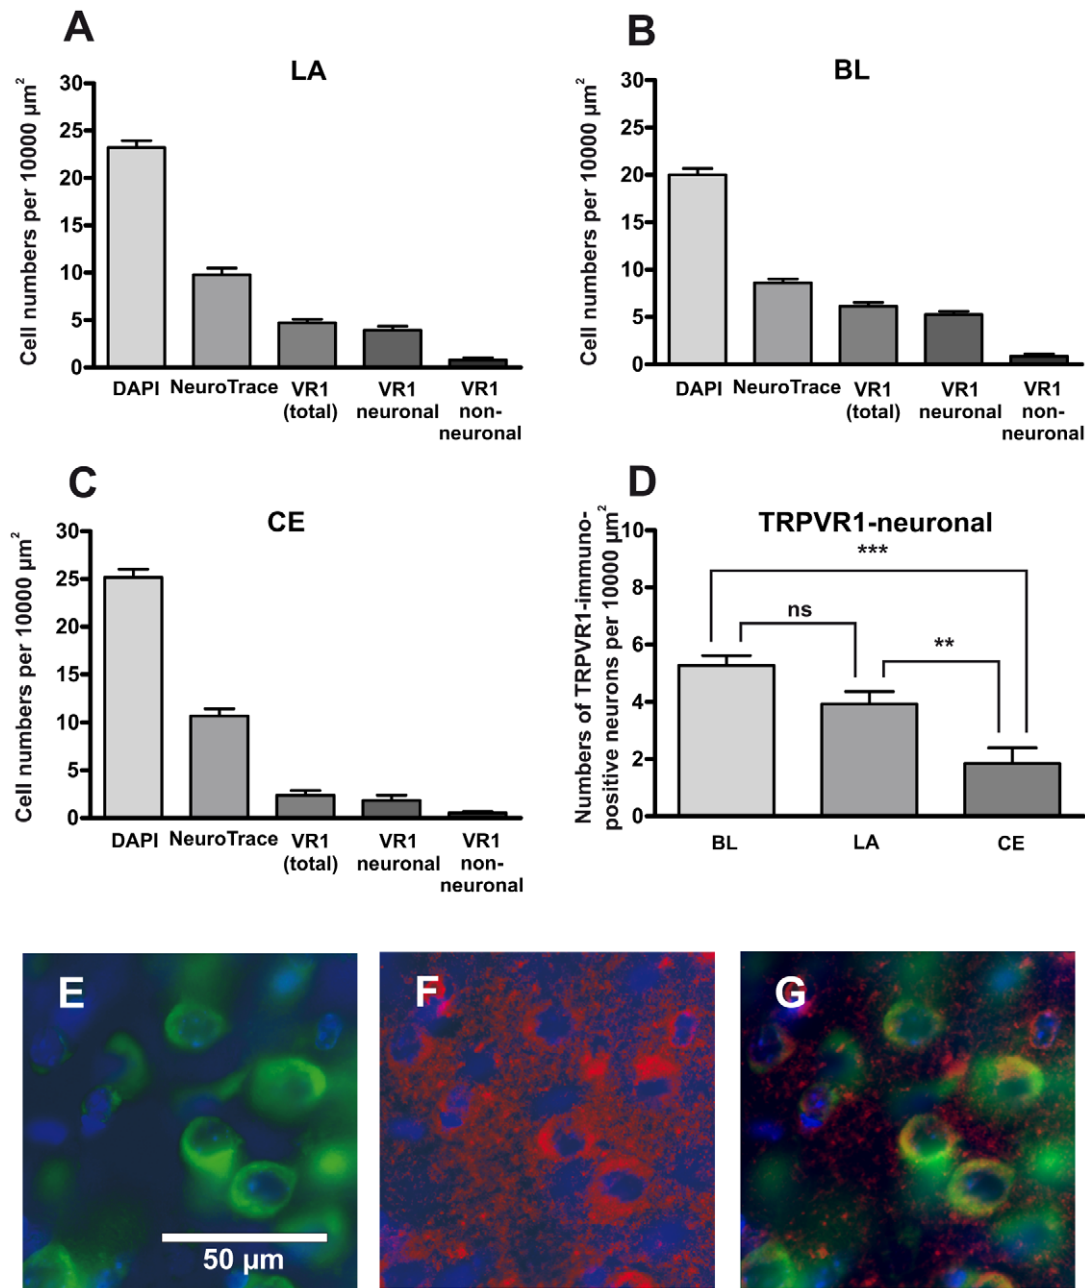 A
LA
Cell numbers per 10000 µm²
30
25
20
15
10
5
0
DAPI
NeuroTrace
VR1
(total)
VR1
neuronal
VR1
non-
neuronal
B
BL
Cell numbers per 10000 µm²
30
25
20
15
10
5
0
DAPI
NeuroTrace
VR1
(total)
VR1
neuronal
VR1
non-
neuronal
C
CE
Cell numbers per 10000 µm²
30
25
20
15
10
5
0
DAPI
NeuroTrace
VR1
(total)
VR1
neuronal
VR1
non-
neuronal
D
TRPVR1-neuronal
Numbers of TRPVR1-immuno-
positive neurons per 10000 µm²
10
8
6
4
2
0
***
ns
**
BL
LA
CE
E
50 µm
F
G